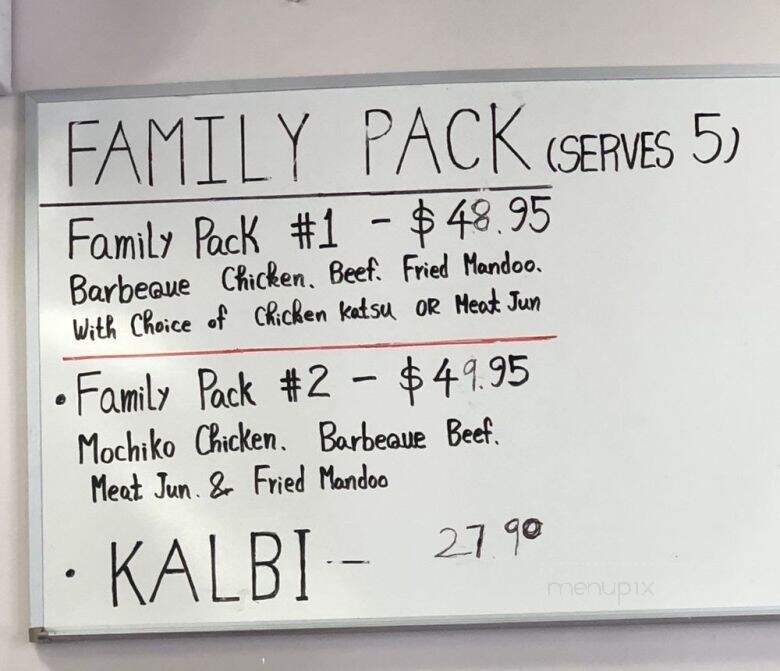 FAMILY PACK (SERVES 5)
Family Pack #1 - $48.95
Barbeque Chicken. Beef. Fried Mandoo.
With Choice of Chicken Katsu OR Meat Jun
• Family Pack #2 - $49.95
Mochiko Chicken. Barbeque Beef.
Meat Jun. & Fried Mandoo
• KALBI - 27.90
menupix